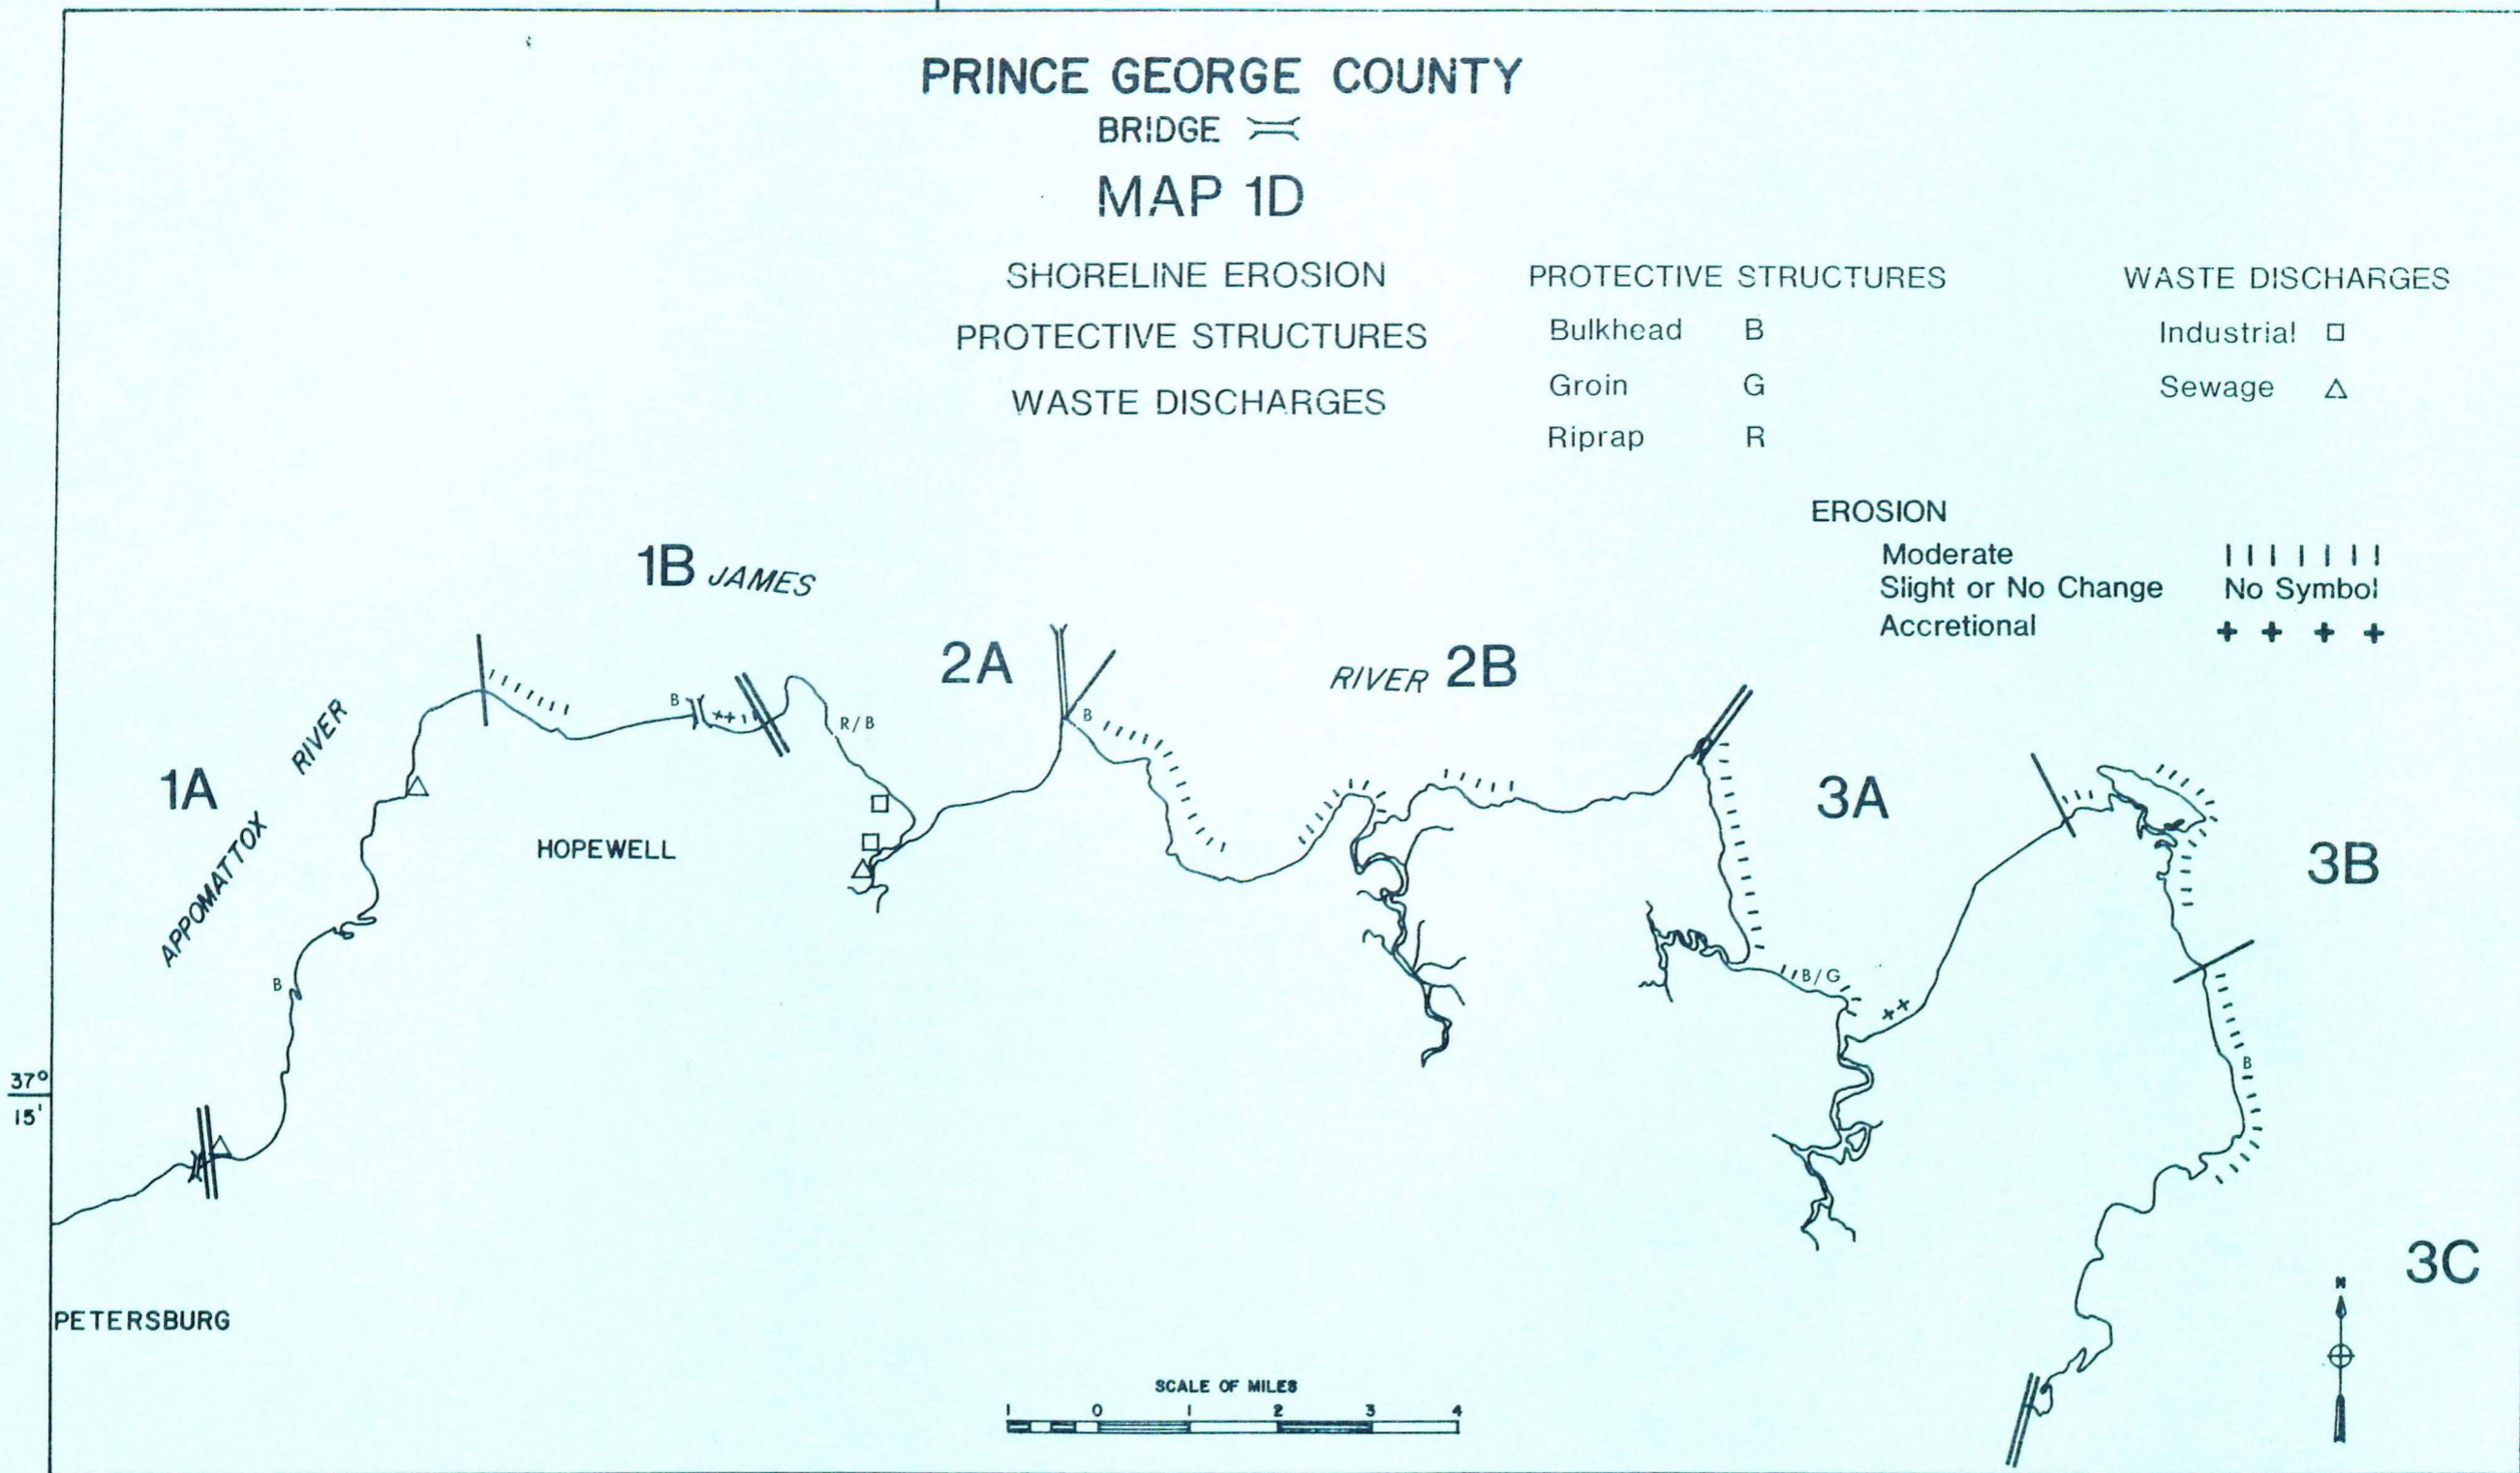 PRINCE GEORGE COUNTY
BRIDGE
MAP 1D
SHORELINE EROSION
PROTECTIVE STRUCTURES
WASTE DISCHARGES
PROTECTIVE STRUCTURES
Bulkhead B
Groin G
Riprap R
WASTE DISCHARGES
Industrial
Sewage
EROSION
Moderate
Slight or No Change No Symbol
Accretional
1B JAMES
2A
RIVER 2B
1A
APPOMATTOX RIVER
B
R/B
B
3A
HOPEWELL
3B
B
B/G
B
37°
15'
PETERSBURG
3C
N
SCALE OF MILES
1 0 1 2 3 4